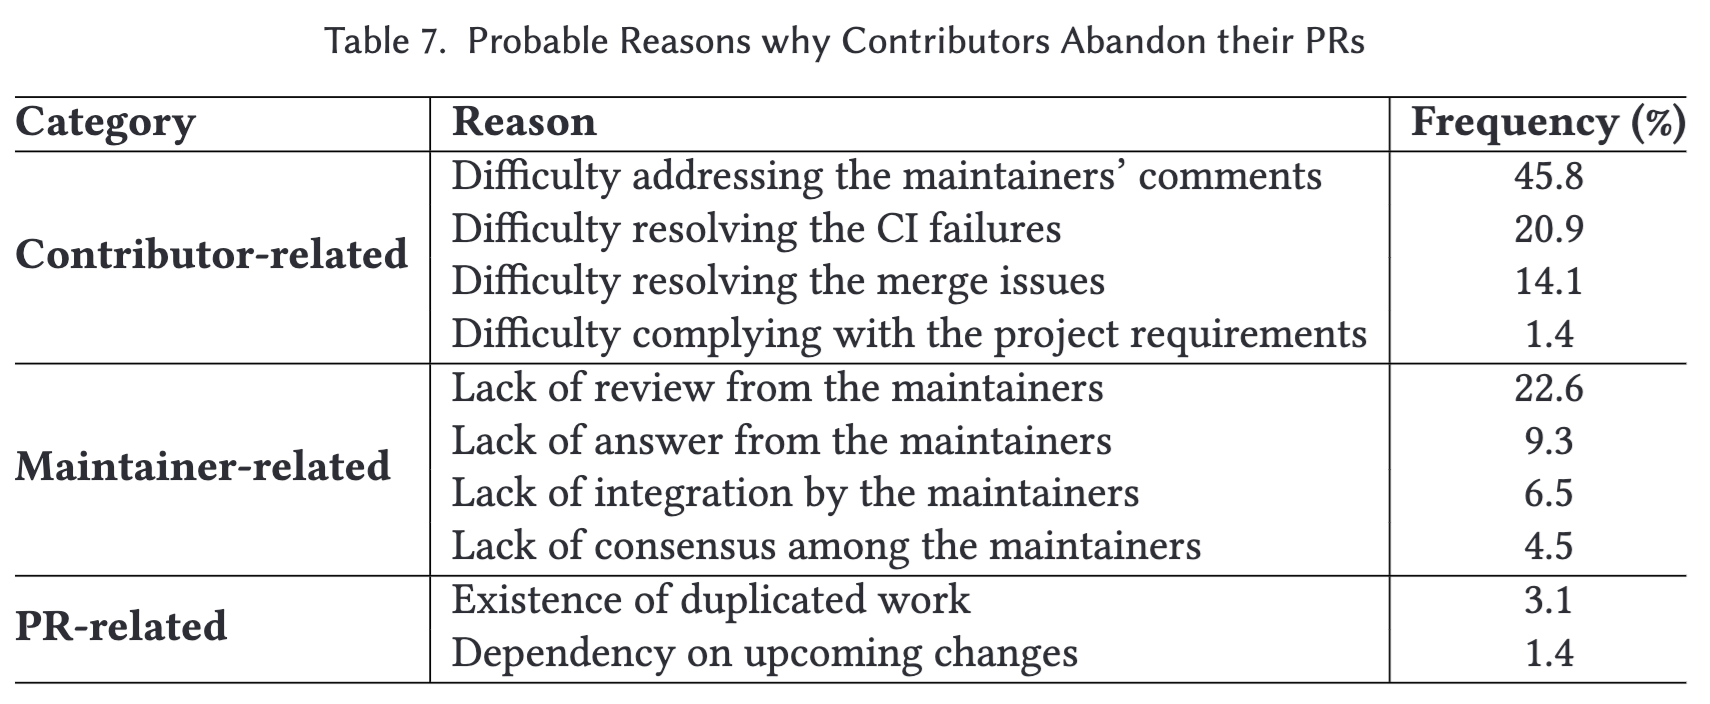 Table 7. Probable Reasons why Contributors Abandon their PRs
Category Reason Frequency (%)
Contributor-related
Difficulty addressing the maintainers’ comments 45.8
Difficulty resolving the CI failures 20.9
Difficulty resolving the merge issues 14.1
Difficulty complying with the project requirements 1.4
Maintainer-related
Lack of review from the maintainers 22.6
Lack of answer from the maintainers 9.3
Lack of integration by the maintainers 6.5
Lack of consensus among the maintainers 4.5
PR-related
Existence of duplicated work 3.1
Dependency on upcoming changes 1.4